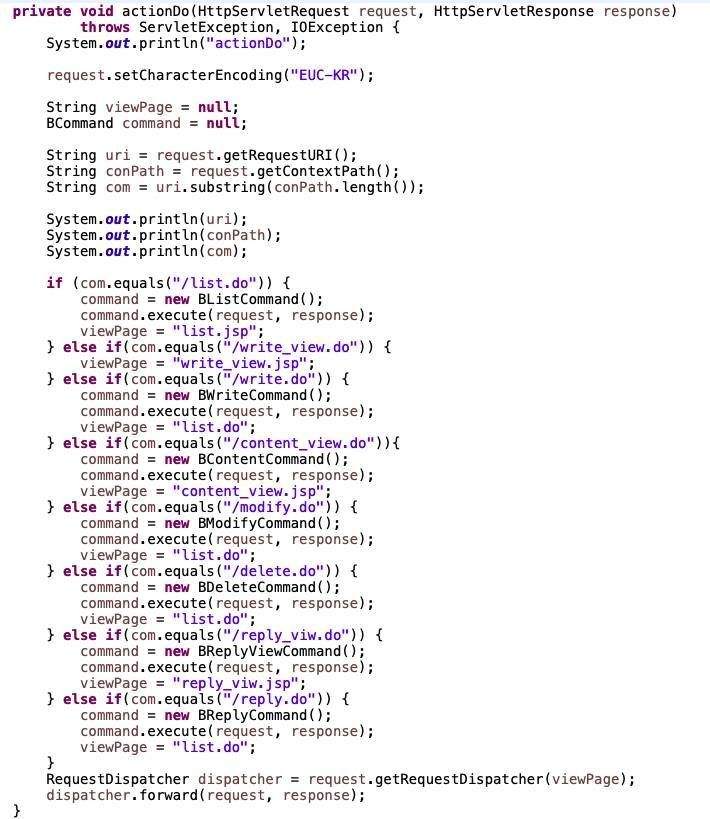 private void actionDo(HttpServletRequest request, HttpServletResponse response)
        throws ServletException, IOException {
    System.out.println("actionDo");

    request.setCharacterEncoding("EUC-KR");

    String viewPage = null;
    BCommand command = null;

    String uri = request.getRequestURI();
    String conPath = request.getContextPath();
    String com = uri.substring(conPath.length());

    System.out.println(uri);
    System.out.println(conPath);
    System.out.println(com);

    if (com.equals("/list.do")) {
        command = new BListCommand();
        command.execute(request, response);
        viewPage = "list.jsp";
    } else if(com.equals("/write_view.do")) {
        viewPage = "write_view.jsp";
    } else if(com.equals("/write.do")) {
        command = new BWriteCommand();
        command.execute(request, response);
        viewPage = "list.do";
    } else if(com.equals("/content_view.do")){
        command = new BContentCommand();
        command.execute(request, response);
        viewPage = "content_view.jsp";
    } else if(com.equals("/modify.do")) {
        command = new BModifyCommand();
        command.execute(request, response);
        viewPage = "list.do";
    } else if(com.equals("/delete.do")) {
        command = new BDeleteCommand();
        command.execute(request, response);
        viewPage = "list.do";
    } else if(com.equals("/reply_viw.do")) {
        command = new BReplyViewCommand();
        command.execute(request, response);
        viewPage = "reply_viw.jsp";
    } else if(com.equals("/reply.do")) {
        command = new BReplyCommand();
        command.execute(request, response);
        viewPage = "list.do";
    }
    RequestDispatcher dispatcher = request.getRequestDispatcher(viewPage);
    dispatcher.forward(request, response);
}